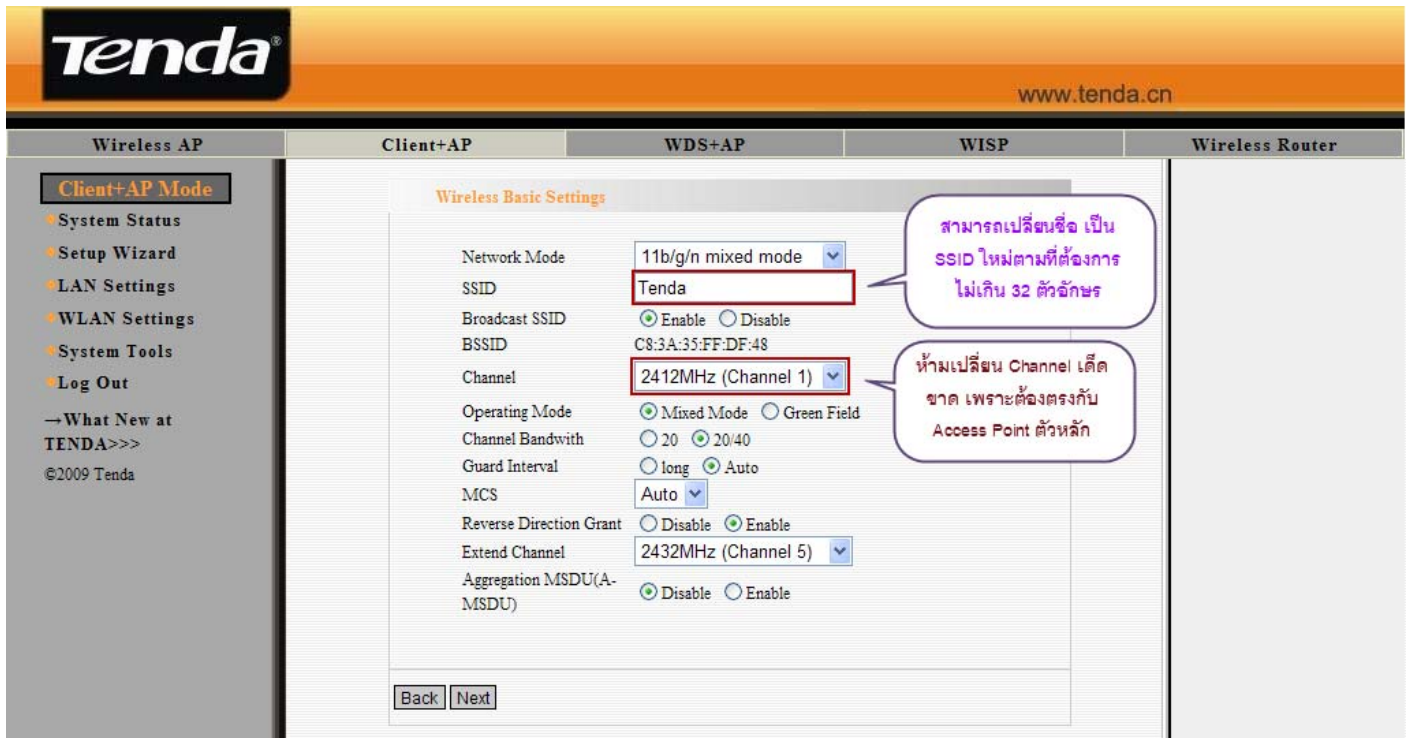 Tenda®
www.tenda.cn
Wireless AP
Client+AP
WDS+AP
WISP
Wireless Router
Client+AP Mode
System Status
Setup Wizard
LAN Settings
WLAN Settings
System Tools
Log Out
→What New at
TENDA>>>
©2009 Tenda
Wireless Basic Settings
Network Mode 11b/g/n mixed mode
SSID Tenda
Broadcast SSID Enable Disable
BSSID C8:3A:35:FF:DF:48
Channel 2412MHz (Channel 1)
Operating Mode Mixed Mode Green Field
Channel Bandwith 20 20/40
Guard Interval long Auto
MCS Auto
Reverse Direction Grant Disable Enable
Extend Channel 2432MHz (Channel 5)
Aggregation MSDU(A-
MSDU) Disable Enable
Back Next
สามารถเปลี่ยนชื่อ เป็น
SSID ใหม่ตามที่ต้องการ
ไม่เกิน 32 ตัวอักษร
ห้ามเปลี่ยน Channel เด็ด
ขาด เพราะต้องตรงกับ
Access Point ตัวหลัก